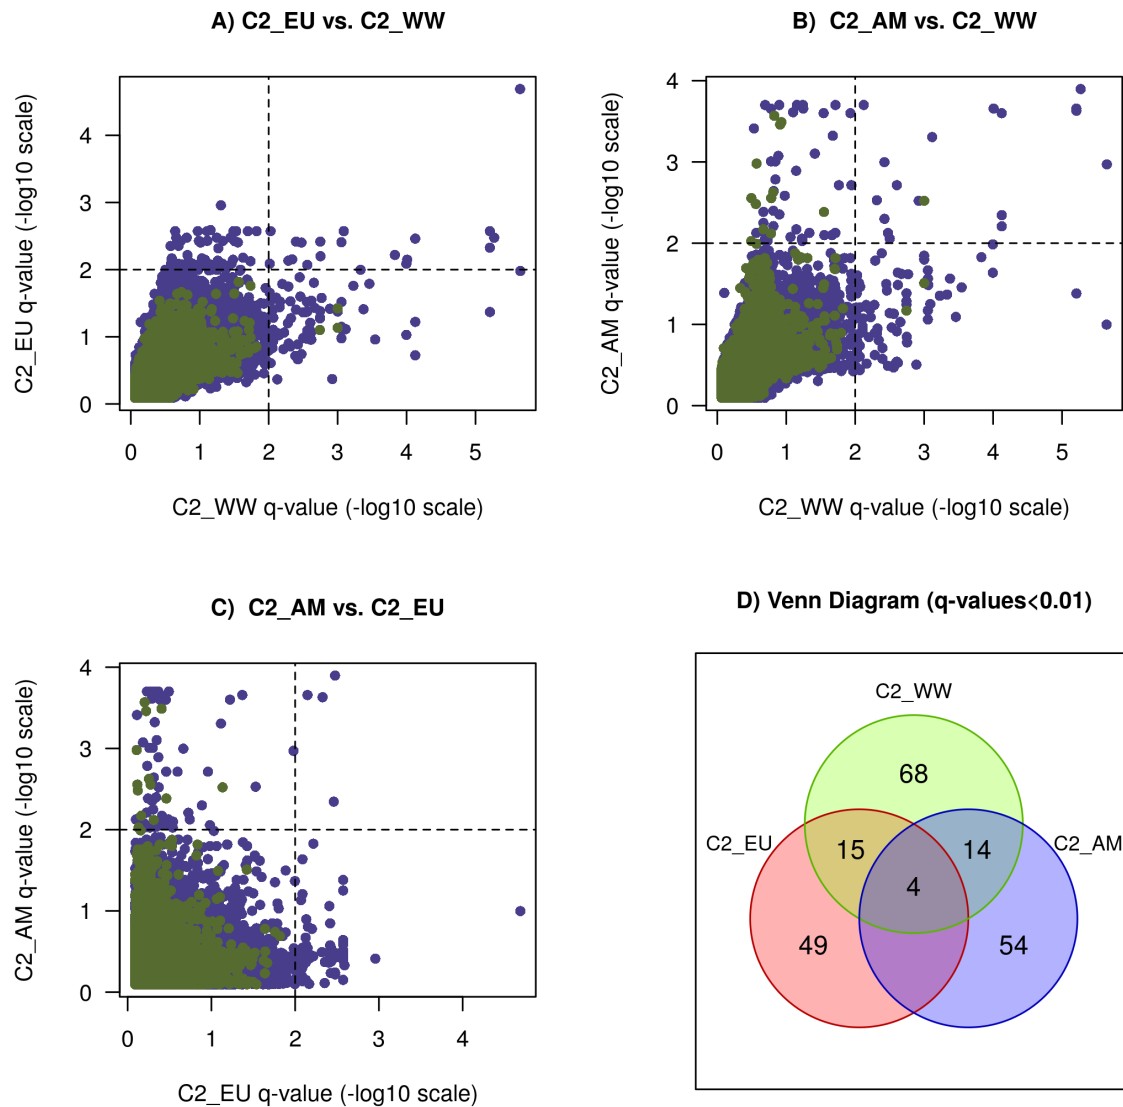 A) C2_EU vs. C2_WW
C2_EU q-value (-log10 scale)
4
3
2
1
0
0 1 2 3 4 5
C2_WW q-value (-log10 scale)
B) C2_AM vs. C2_WW
C2_AM q-value (-log10 scale)
4
3
2
1
0
0 1 2 3 4 5
C2_WW q-value (-log10 scale)
C) C2_AM vs. C2_EU
C2_AM q-value (-log10 scale)
4
3
2
1
0
0 1 2 3 4
C2_EU q-value (-log10 scale)
D) Venn Diagram (q-values<0.01)
C2_WW
68
C2_EU
15
14
C2_AM
4
49
54